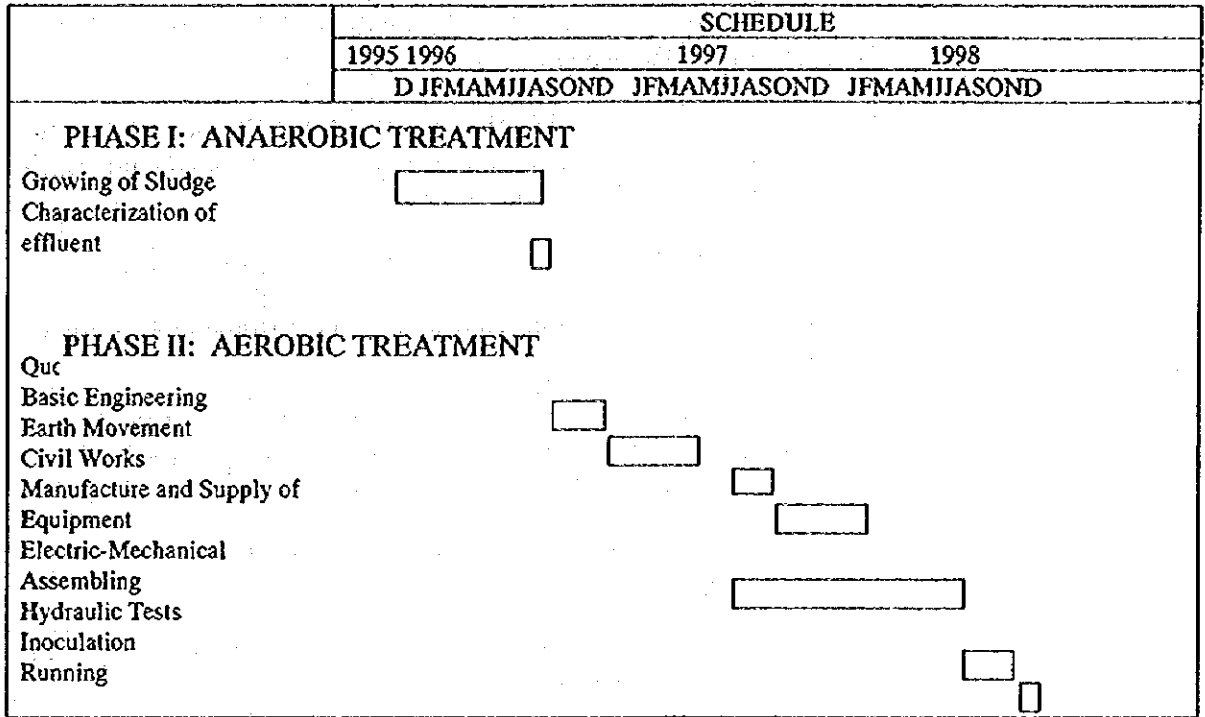 SCHEDULE
1995 1996 1997 1998
D JFMAMJJASOND JFMAMJJASOND JFMAMJJASOND
PHASE I: ANAEROBIC TREATMENT
Growing of Sludge
Characterization of
effluent
PHASE II: AEROBIC TREATMENT
Quc
Basic Engineering
Earth Movement
Civil Works
Manufacture and Supply of
Equipment
Electric-Mechanical
Assembling
Hydraulic Tests
Inoculation
Running